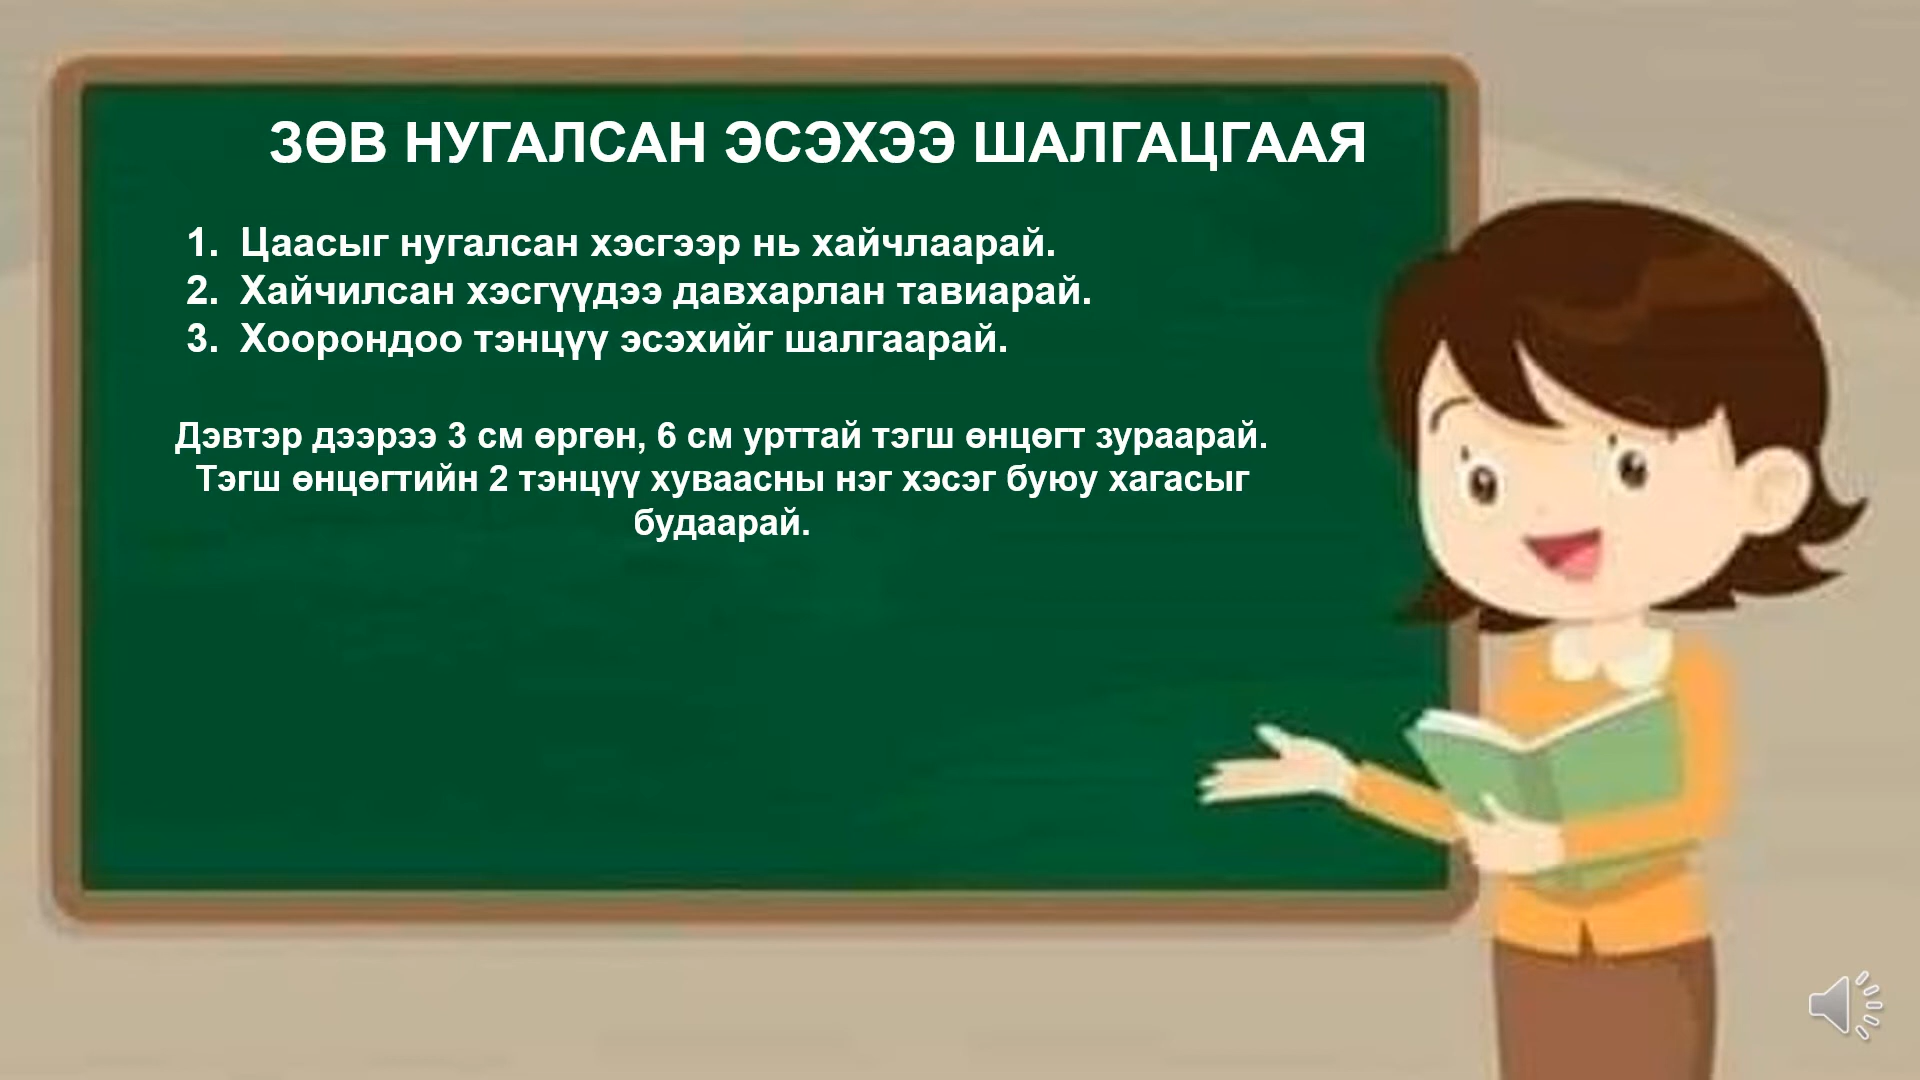 ЗӨВ НУГАЛСАН ЭСЭХЭЭ ШАЛГАЦГААЯ
1. Цаасыг нугалсан хэсгээр нь хайчлаарай.
2. Хайчилсан хэсгүүдээ давхарлан тавиарай.
3. Хоорондоо тэнцүү эсэхийг шалгаарай.
Дэвтэр дээрээ 3 см өргөн, 6 см урттай тэгш өнцөгт зураарай.
Тэгш өнцөгтийн 2 тэнцүү хуваасны нэг хэсэг буюу хагасыг
будаарай.